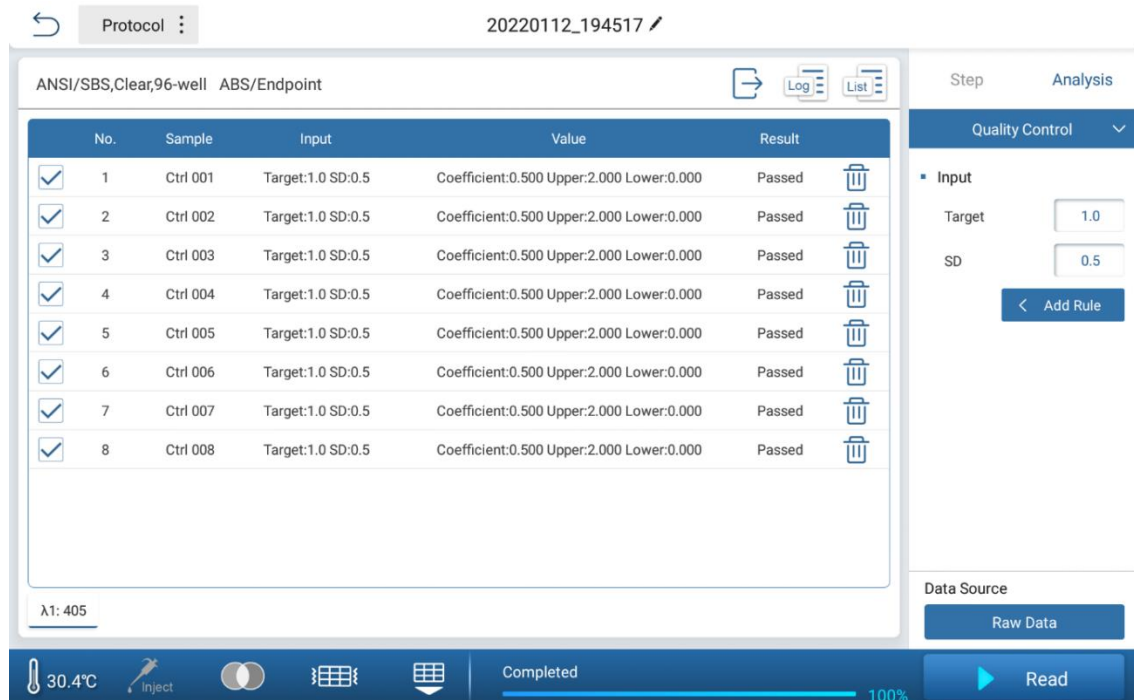 Protocol
20220112_194517
ANSI/SBS,Clear,96-well ABS/Endpoint
Log
List
Step Analysis
Quality Control
No. Sample Input Value Result
1 Ctrl 001 Target:1.0 SD:0.5 Coefficient:0.500 Upper:2.000 Lower:0.000 Passed
2 Ctrl 002 Target:1.0 SD:0.5 Coefficient:0.500 Upper:2.000 Lower:0.000 Passed
3 Ctrl 003 Target:1.0 SD:0.5 Coefficient:0.500 Upper:2.000 Lower:0.000 Passed
4 Ctrl 004 Target:1.0 SD:0.5 Coefficient:0.500 Upper:2.000 Lower:0.000 Passed
5 Ctrl 005 Target:1.0 SD:0.5 Coefficient:0.500 Upper:2.000 Lower:0.000 Passed
6 Ctrl 006 Target:1.0 SD:0.5 Coefficient:0.500 Upper:2.000 Lower:0.000 Passed
7 Ctrl 007 Target:1.0 SD:0.5 Coefficient:0.500 Upper:2.000 Lower:0.000 Passed
8 Ctrl 008 Target:1.0 SD:0.5 Coefficient:0.500 Upper:2.000 Lower:0.000 Passed
Input
Target 1.0
SD 0.5
Add Rule
Data Source
Raw Data
λ1: 405
30.4℃
Inject
Completed
100%
Read